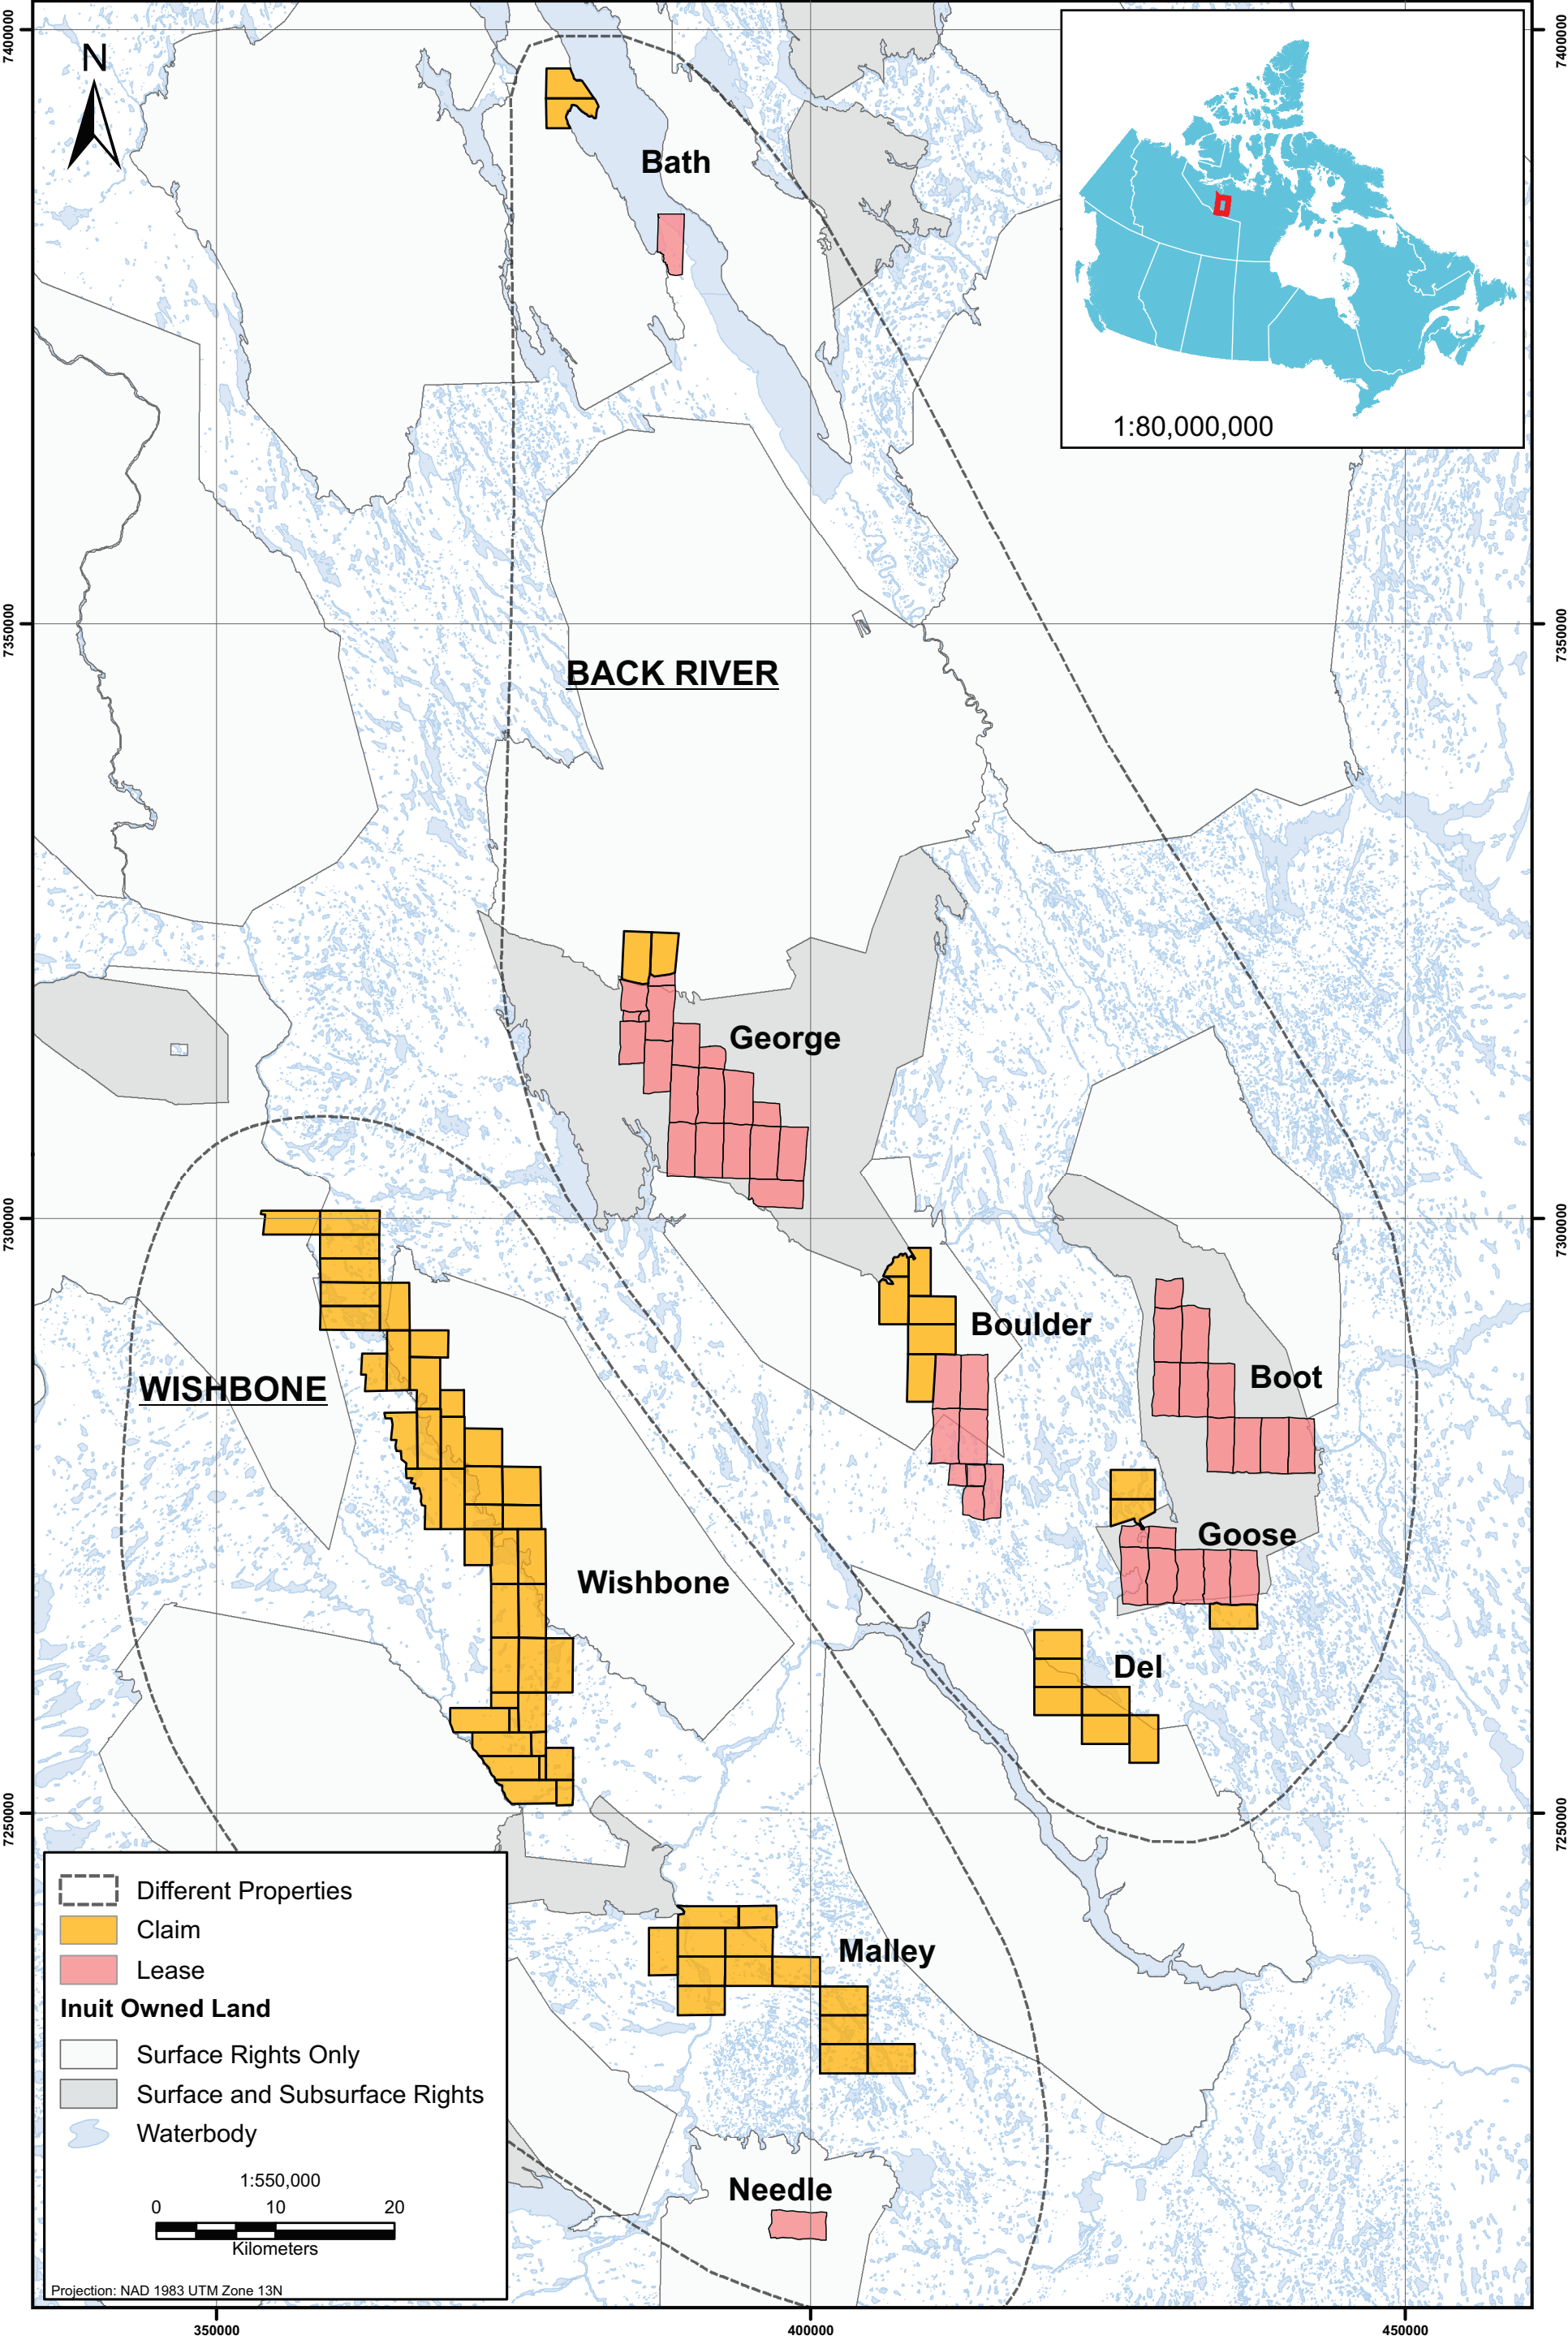 7400000
7400000
N
Bath
1:80,000,000
7350000
7350000
BACK RIVER
George
7300000
7300000
Boulder
Boot
WISHBONE
Goose
Wishbone
Del
7250000
7250000
Different Properties
Claim
Lease
Inuit Owned Land
Surface Rights Only
Surface and Subsurface Rights
Waterbody
1:550,000
0 10 20
Kilometers
Projection: NAD 1983 UTM Zone 13N
Malley
Needle
350000
400000
450000